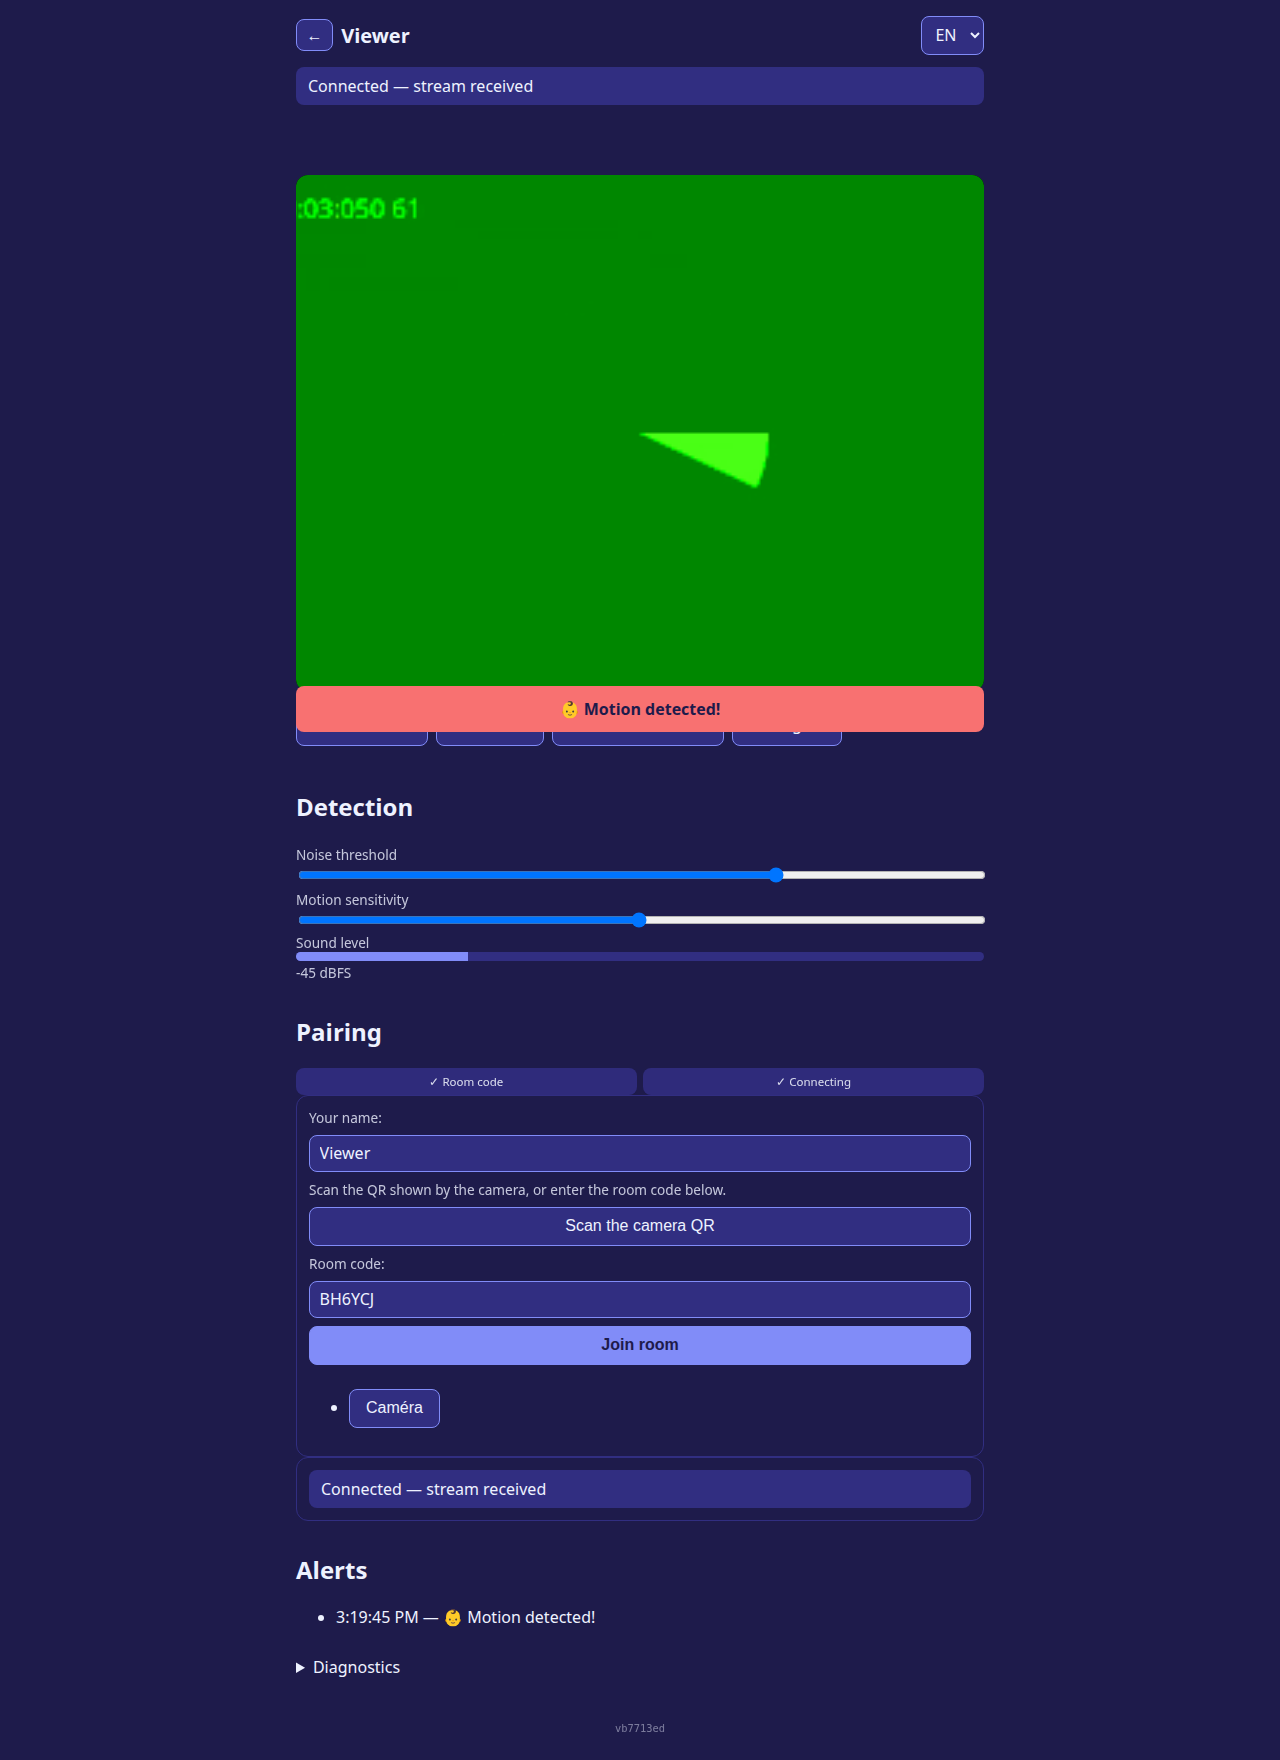 ← Viewer
EN
Connected — stream received
:03:050 61
👶 Motion detected!
Detection
Noise threshold
Motion sensitivity
Sound level
-45 dBFS
Pairing
✓ Room code
✓ Connecting
Your name:
Viewer
Scan the QR shown by the camera, or enter the room code below.
Scan the camera QR
Room code:
BH6YCJ
Join room
• Caméra
Connected — stream received
Alerts
• 3:19:45 PM — 👶 Motion detected!
▶ Diagnostics
vb7713ed